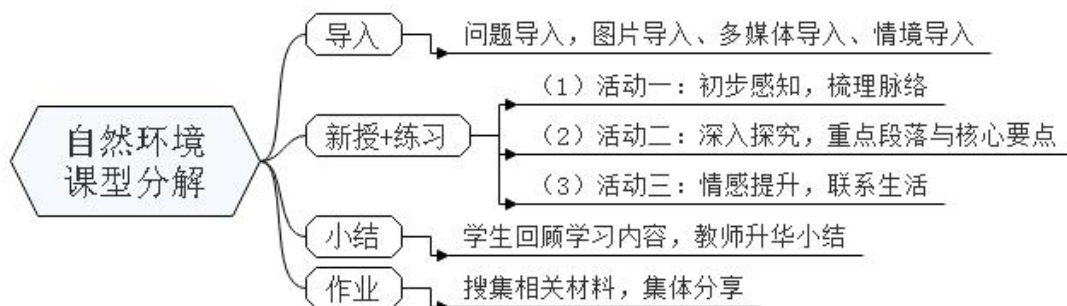 自然环境
课型分解
导入
问题导入，图片导入、多媒体导入、情境导入
新授+练习
（1）活动一：初步感知，梳理脉络
（2）活动二：深入探究，重点段落与核心要点
（3）活动三：情感提升，联系生活
小结
学生回顾学习内容，教师升华小结
作业
搜集相关材料，集体分享